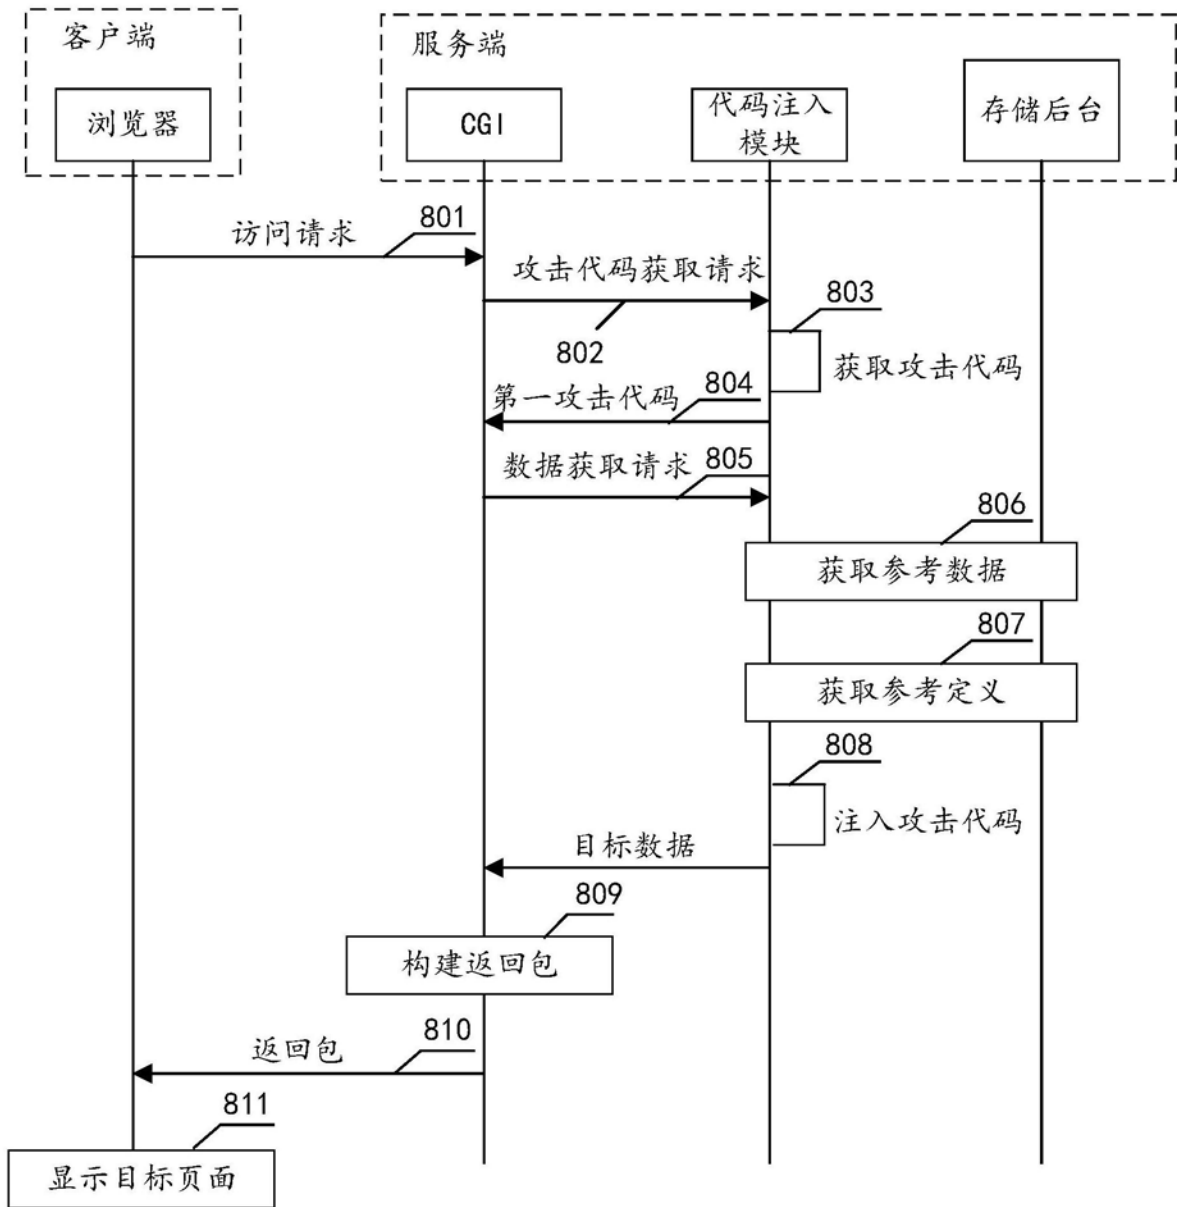 客户端
服务端
浏览器
CGI
代码注入
模块
存储后台
访问请求
801
攻击代码获取请求
802
803
获取攻击代码
第一攻击代码
804
数据获取请求
805
806
获取参考数据
807
获取参考定义
808
注入攻击代码
目标数据
809
构建返回包
返回包
810
811
显示目标页面